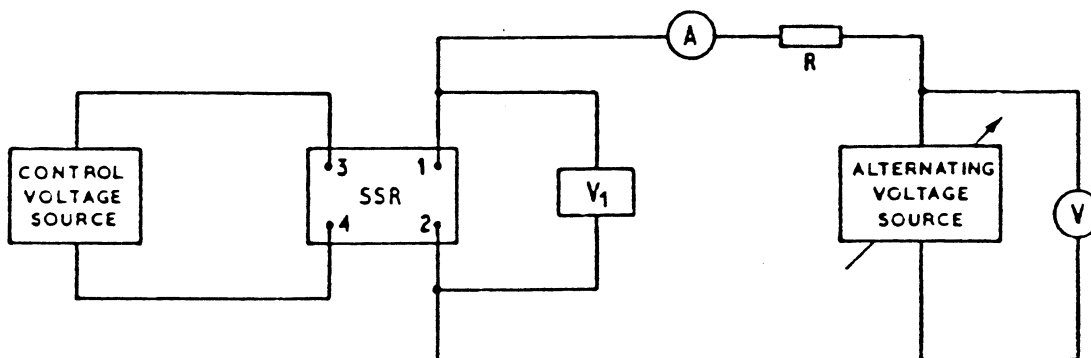 A
R
3 1
CONTROL
VOLTAGE
SOURCE
SSR
4 2
V1
ALTERNATING
VOLTAGE
SOURCE
V